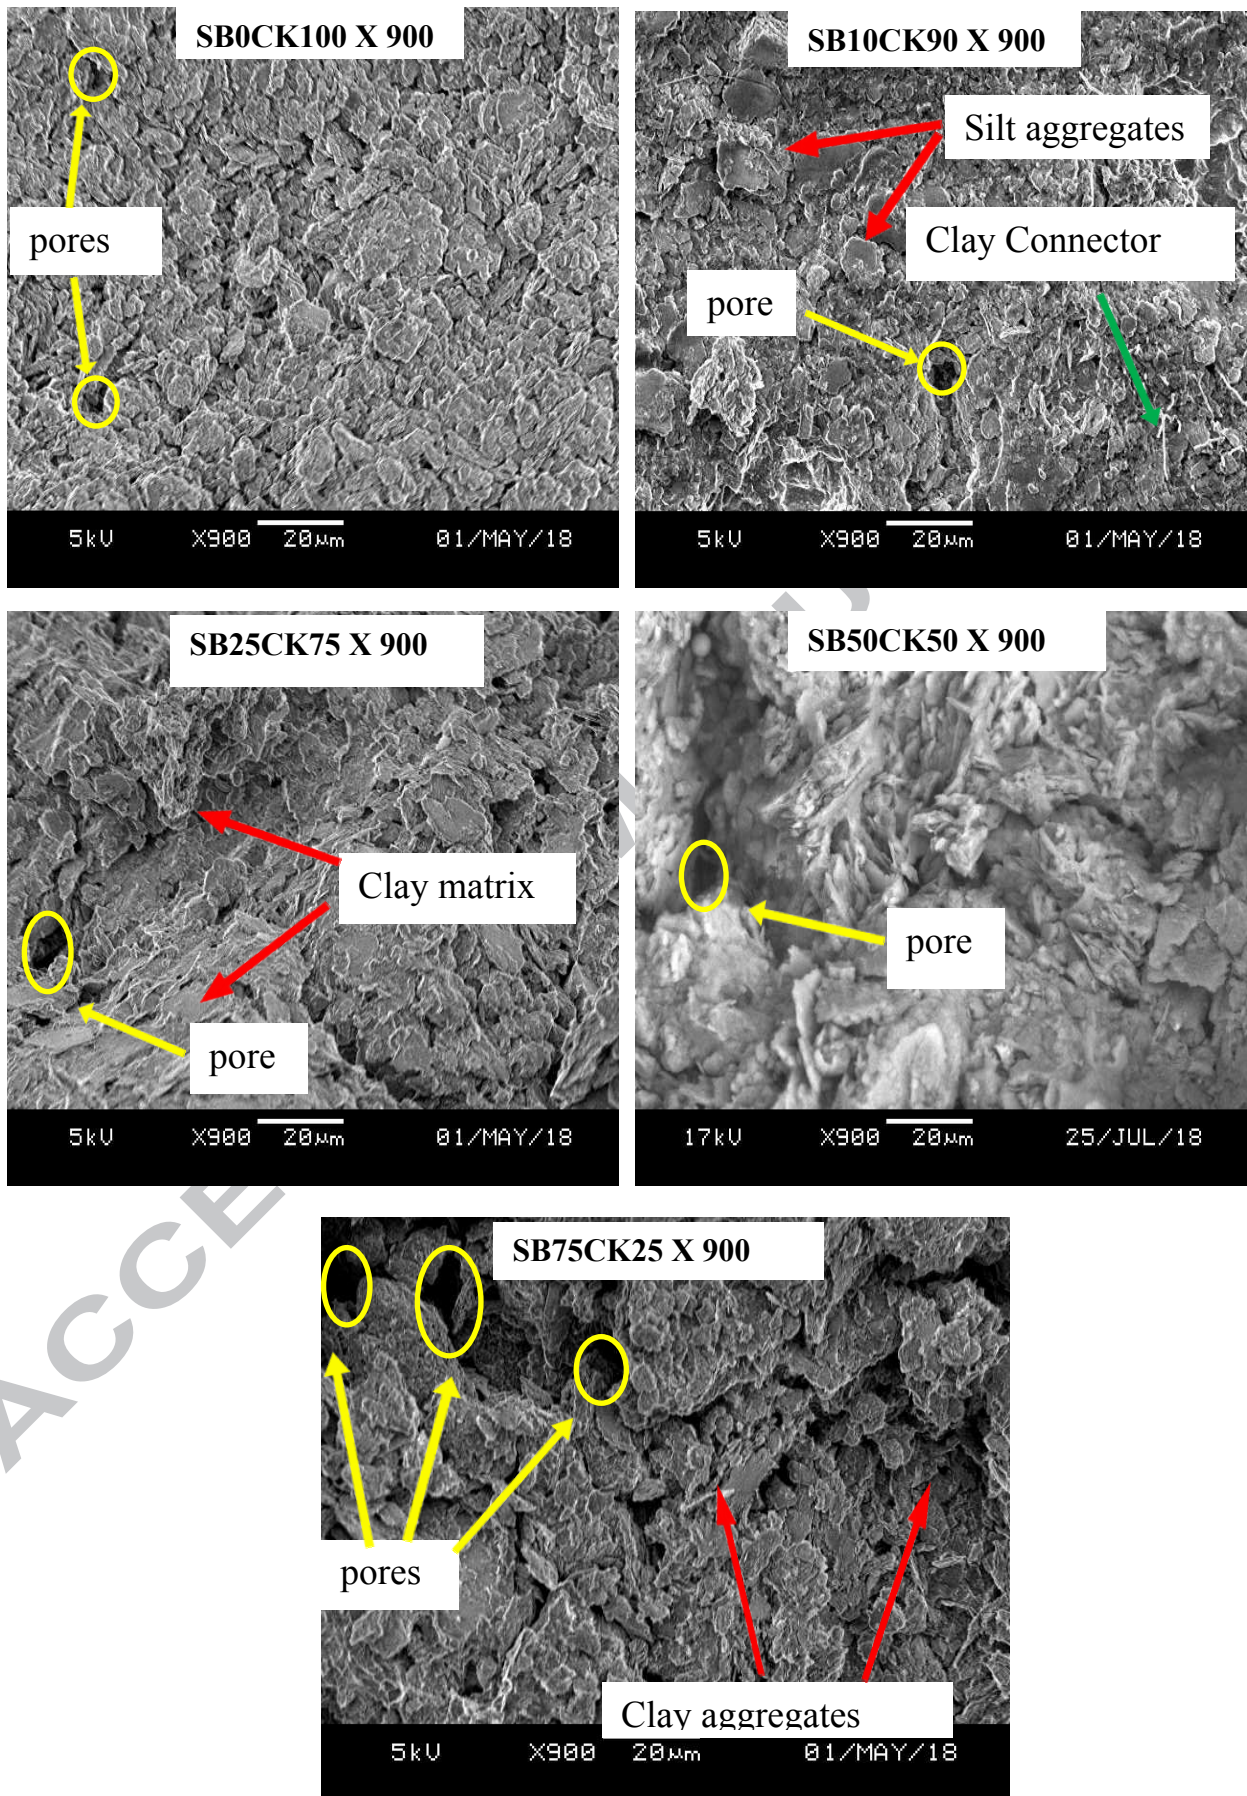 SB0CK100 X 900
pores
5kV X900 20µm 01/MAY/18
SB10CK90 X 900
Silt aggregates
Clay Connector
pore
5kV X900 20µm 01/MAY/18
SB25CK75 X 900
Clay matrix
pore
5kV X900 20µm 01/MAY/18
SB50CK50 X 900
pore
17kV X900 20µm 25/JUL/18
SB75CK25 X 900
pores
Clay aggregates
5kV X900 20µm 01/MAY/18
ACCE